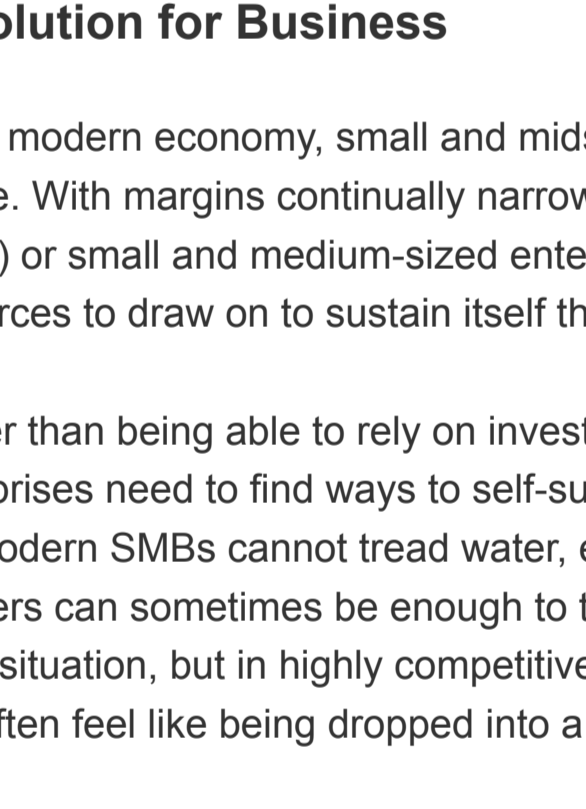 olution for Business
modern economy, small and mids
e. With margins continually narrow
) or small and medium-sized ente
rces to draw on to sustain itself th
er than being able to rely on invest
orises need to find ways to self-su
odern SMBs cannot tread water, e
ers can sometimes be enough to t
situation, but in highly competitive
ften feel like being dropped into a